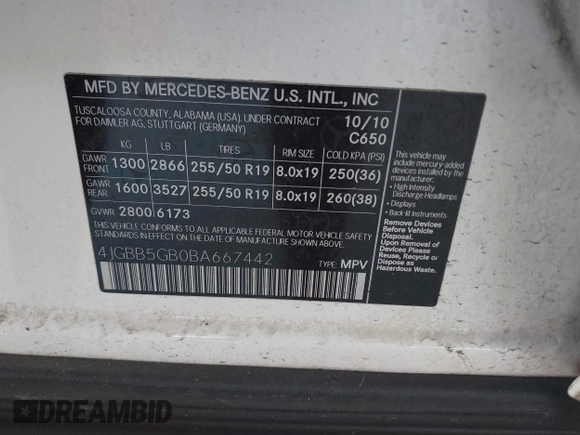 MFD BY MERCEDES-BENZ U.S. INTL., INC
TUSCALOOSA COUNTY, ALABAMA (USA). UNDER CONTRACT
FOR DAIMLER AG, STUTTGART (GERMANY)
10/10
C650
KG LB TIRES RIM SIZE COLD KPA (PSI)
GAWR FRONT 1300 2866 255/50 R19 8.0x19 250(36)
GAWR REAR 1600 3527 255/50 R19 8.0x19 260(38)
GVWR 2800 6173
THIS VEHICLE CONFORMS TO ALL APPLICABLE FEDERAL MOTOR VEHICLE SAFETY
STANDARDS IN EFFECT ON THE DATE OF MANUFACTURE SHOWN ABOVE.
4JGBB5GB0BA667442
TYPE: MPV
This vehicle may
include mercury-added
devices installed by the
manufacturer:
• High Intensity
Discharge Headlamps
• Displays
• Back-lit Instruments
Remove Devices
Before Vehicle
Disposal.
Upon Removal of
Devices Please
Reuse, Recycle or
Dispose as
Hazardous Waste.
DREAMBID